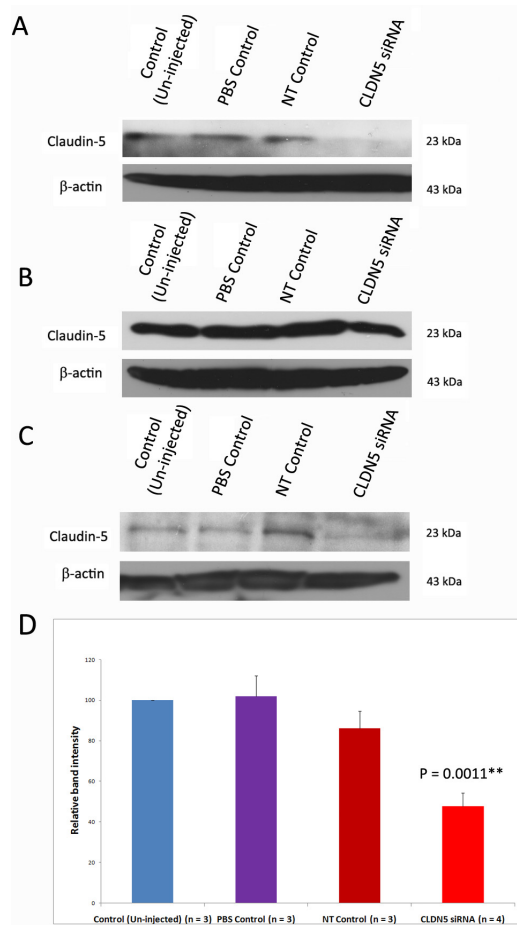 A
Control
(Un-injected)
PBS Control
NT Control
CLDN5 siRNA
Claudin-5
23 kDa
β-actin
43 kDa
B
Control
(Un-injected)
PBS Control
NT Control
CLDN5 siRNA
Claudin-5
23 kDa
β-actin
43 kDa
C
Control
(Un-injected)
PBS Control
NT Control
CLDN5 siRNA
Claudin-5
23 kDa
β-actin
43 kDa
D
Relative band intensity
120
100
80
60
40
20
0
P = 0.0011**
Control (Un-injected) (n = 3)
PBS Control (n = 3)
NT Control (n = 3)
CLDN5 siRNA (n = 4)